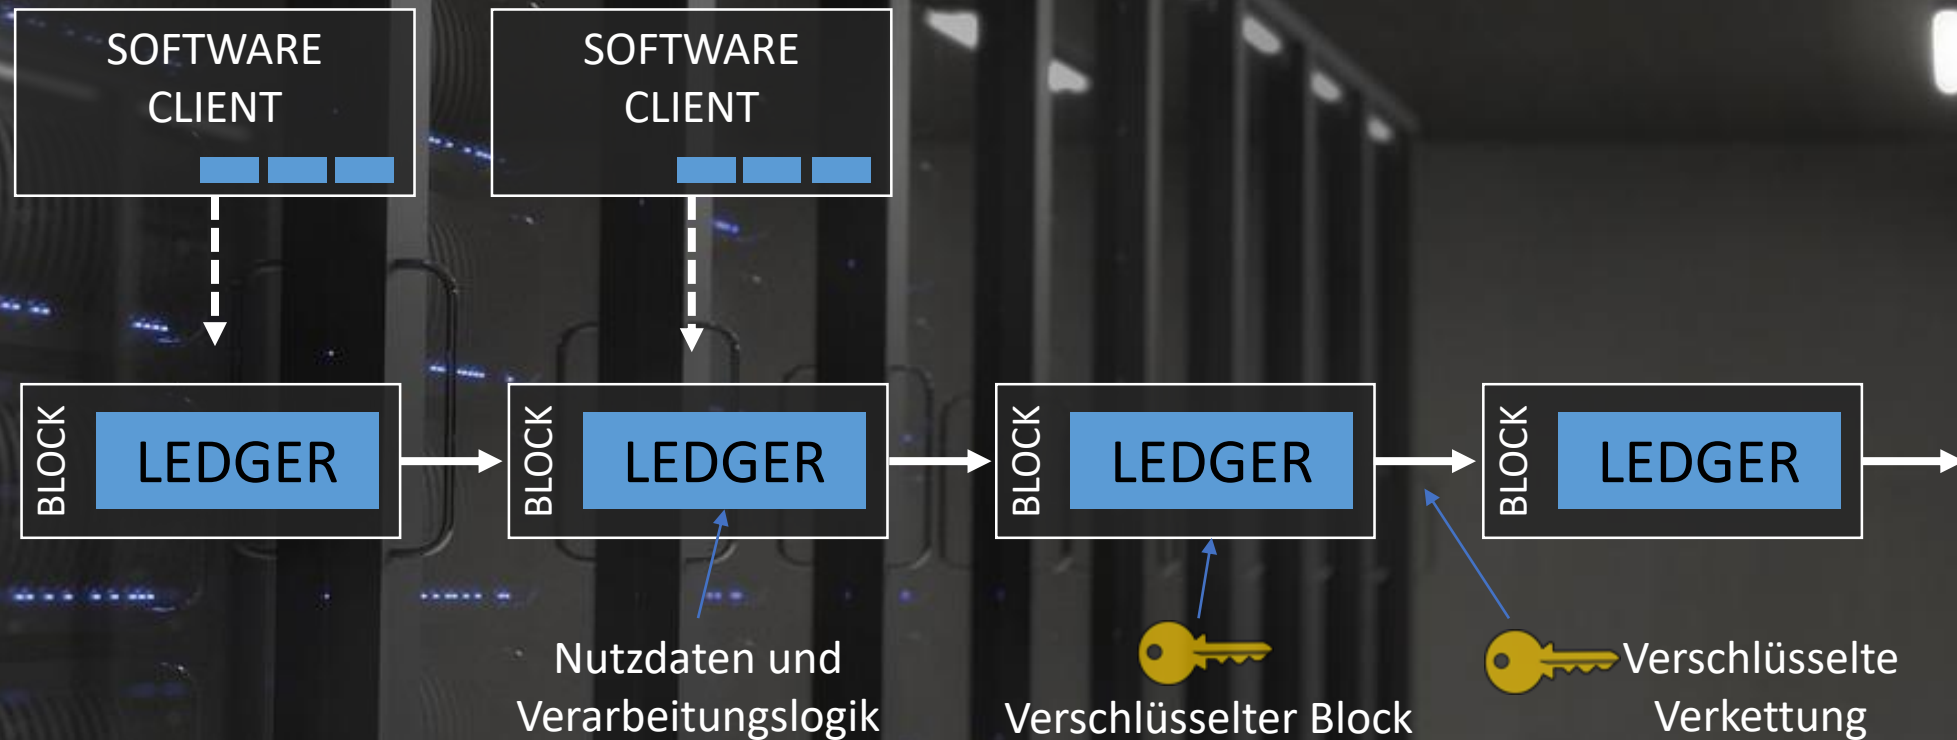 SOFTWARE
CLIENT
SOFTWARE
CLIENT
BLOCK
LEDGER
BLOCK
LEDGER
BLOCK
LEDGER
BLOCK
LEDGER
Nutzdaten und
Verarbeitungslogik
Verschlüsselter Block
Verschlüsselte
Verkettung